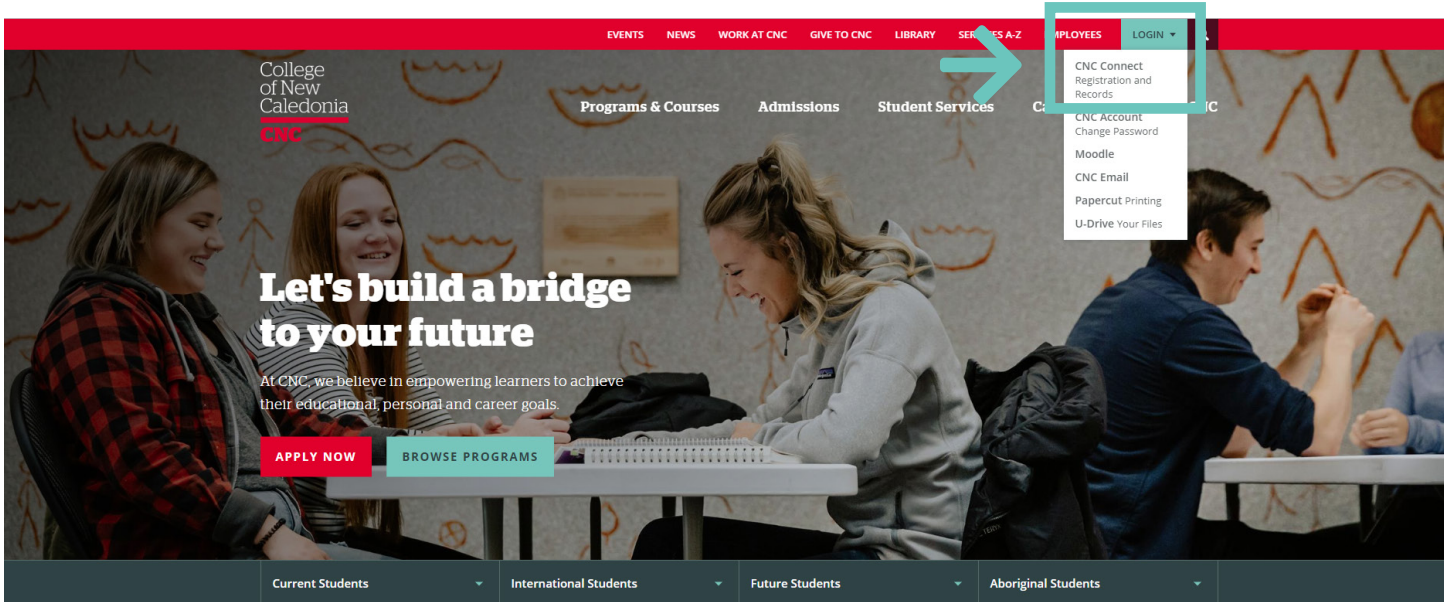 EVENTS NEWS WORK AT CNC GIVE TO CNC LIBRARY EMPLOYEES LOGIN
College
of New
Caledonia
CNC
Programs & Courses Admissions Student Services
CNC Connect
Registration and
Records
CNC Account
Change Password
Moodle
CNC Email
Papercut Printing
U-Drive Your Files
Let's build a bridge
to your future
At CNC, we believe in empowering learners to achieve
their educational, personal and career goals.
APPLY NOW BROWSE PROGRAMS
Current Students International Students Future Students Aboriginal Students